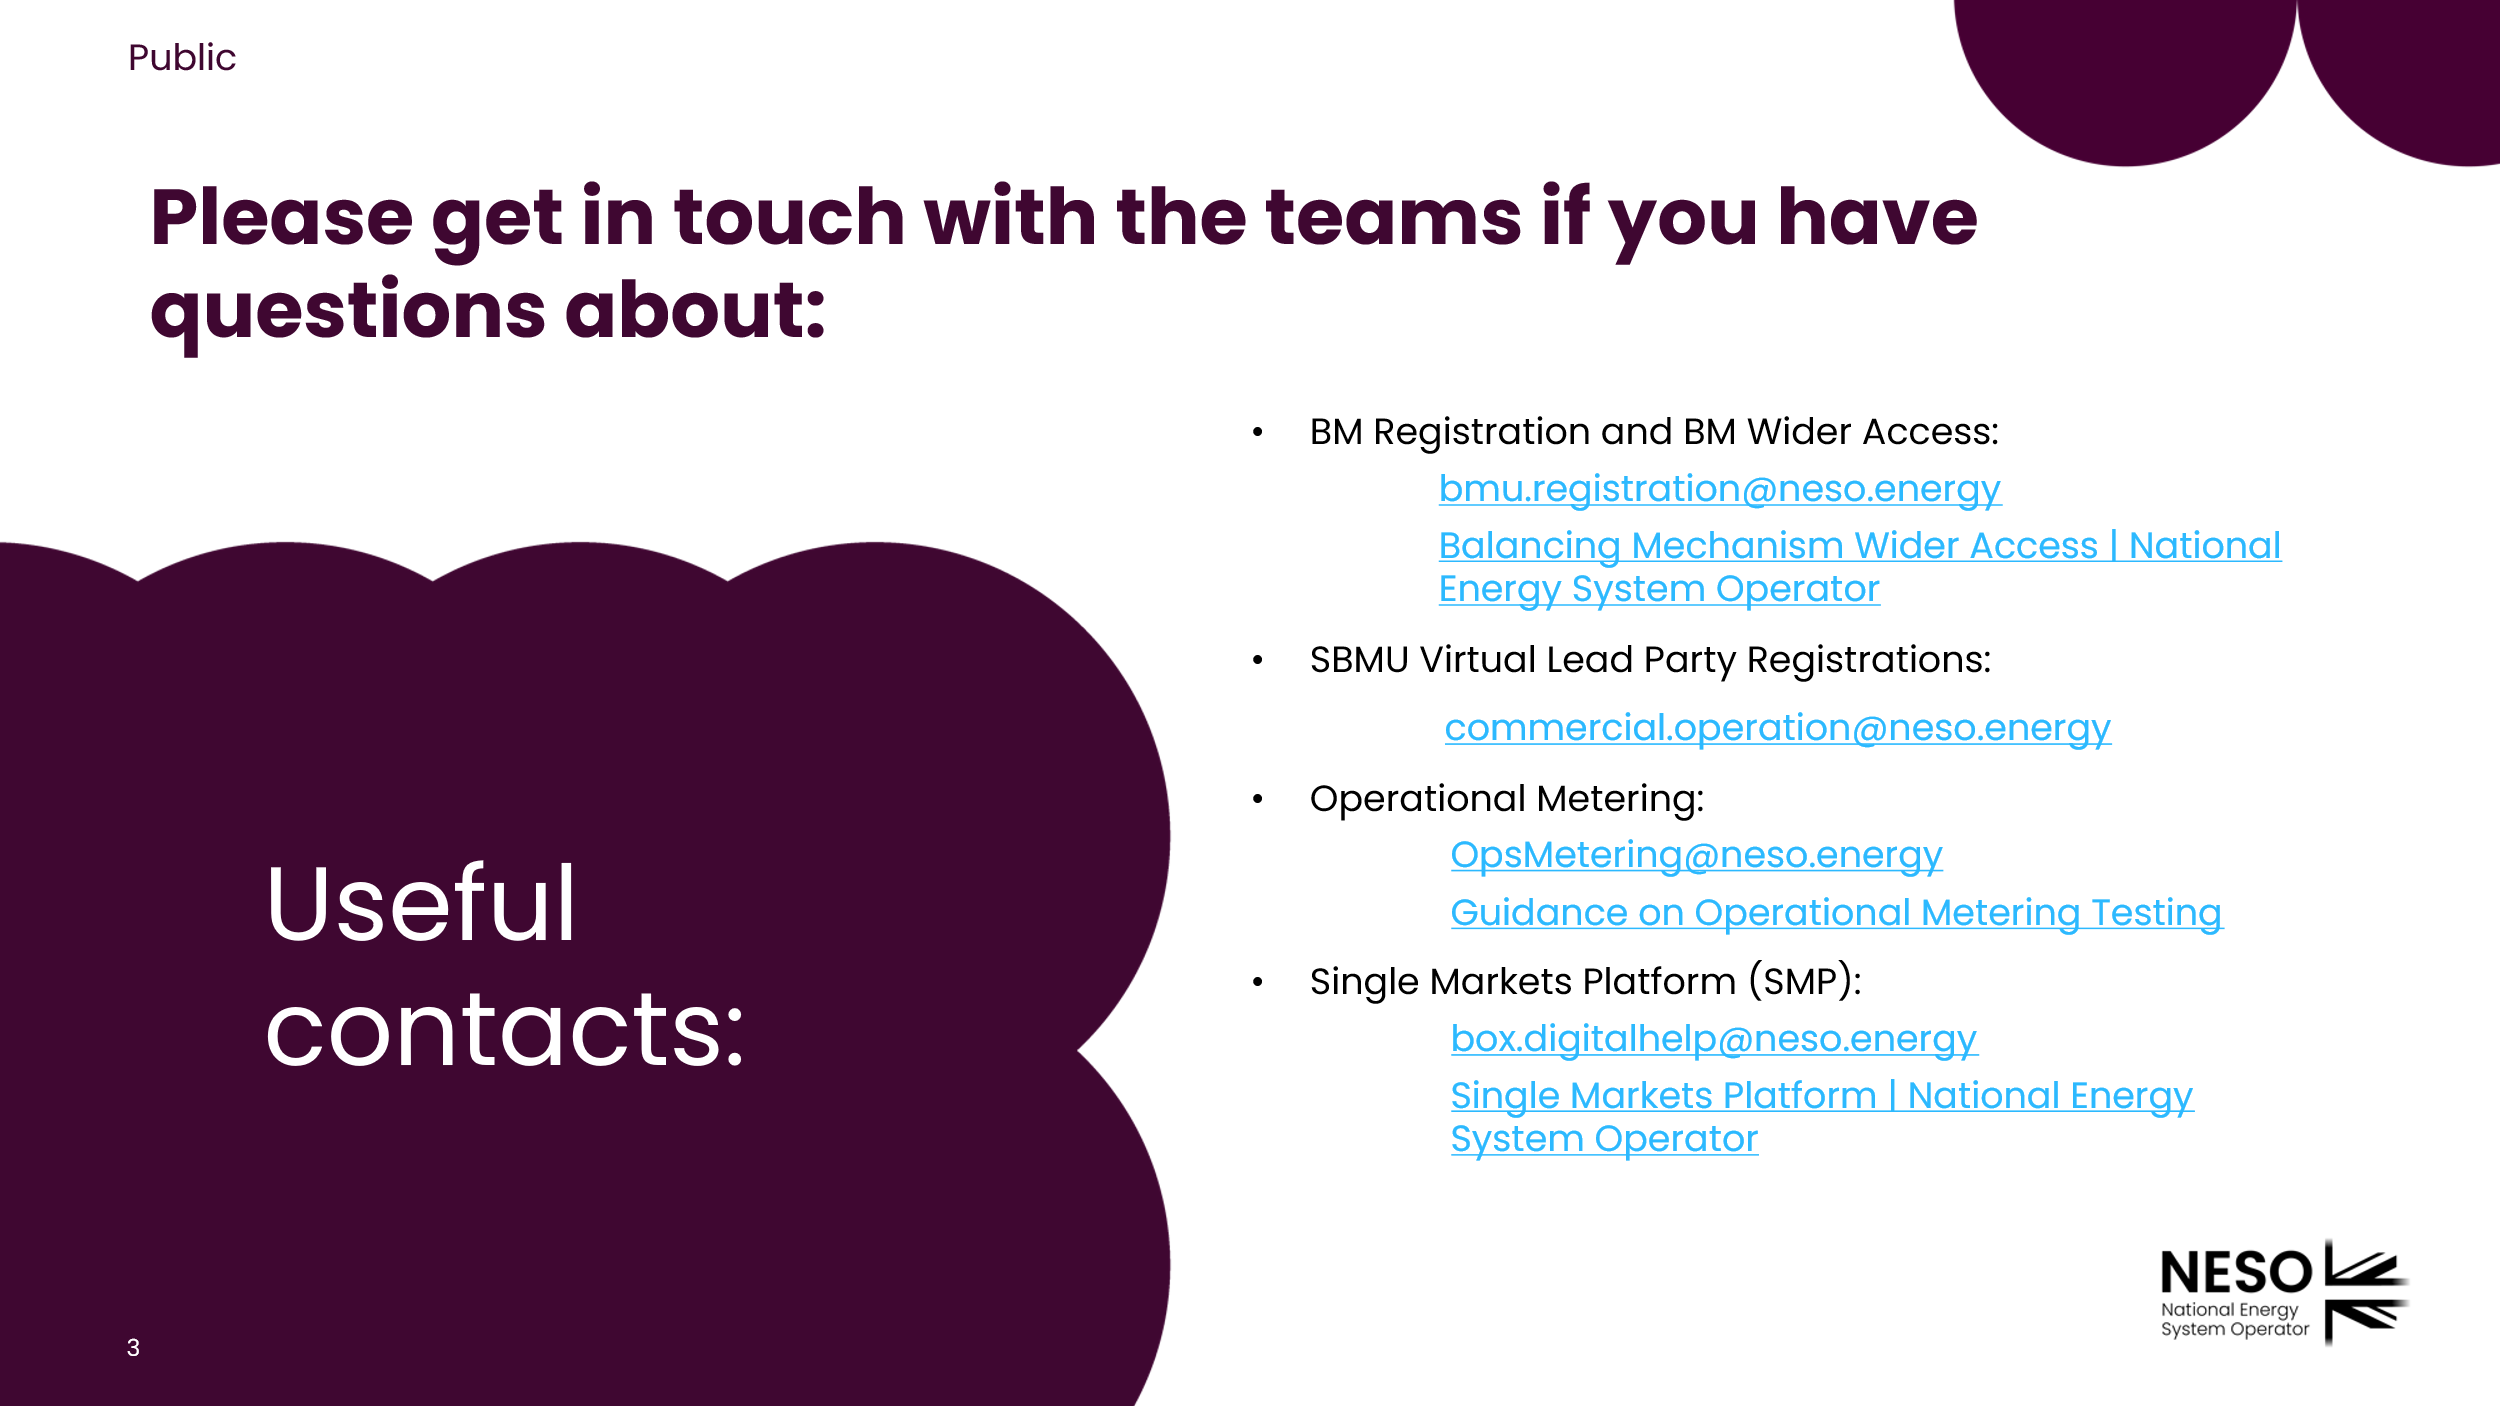 Public
Please get in touch with the teams if you have
questions about:
• BM Registration and BM Wider Access:
bmu.registration@neso.energy
Balancing Mechanism Wider Access | National
Energy System Operator
• SBMU Virtual Lead Party Registrations:
commercial.operation@neso.energy
• Operational Metering:
OpsMetering@neso.energy
Guidance on Operational Metering Testing
• Single Markets Platform (SMP):
box.digitalhelp@neso.energy
Single Markets Platform | National Energy
System Operator
Useful
contacts:
NESO
National Energy
System Operator
3